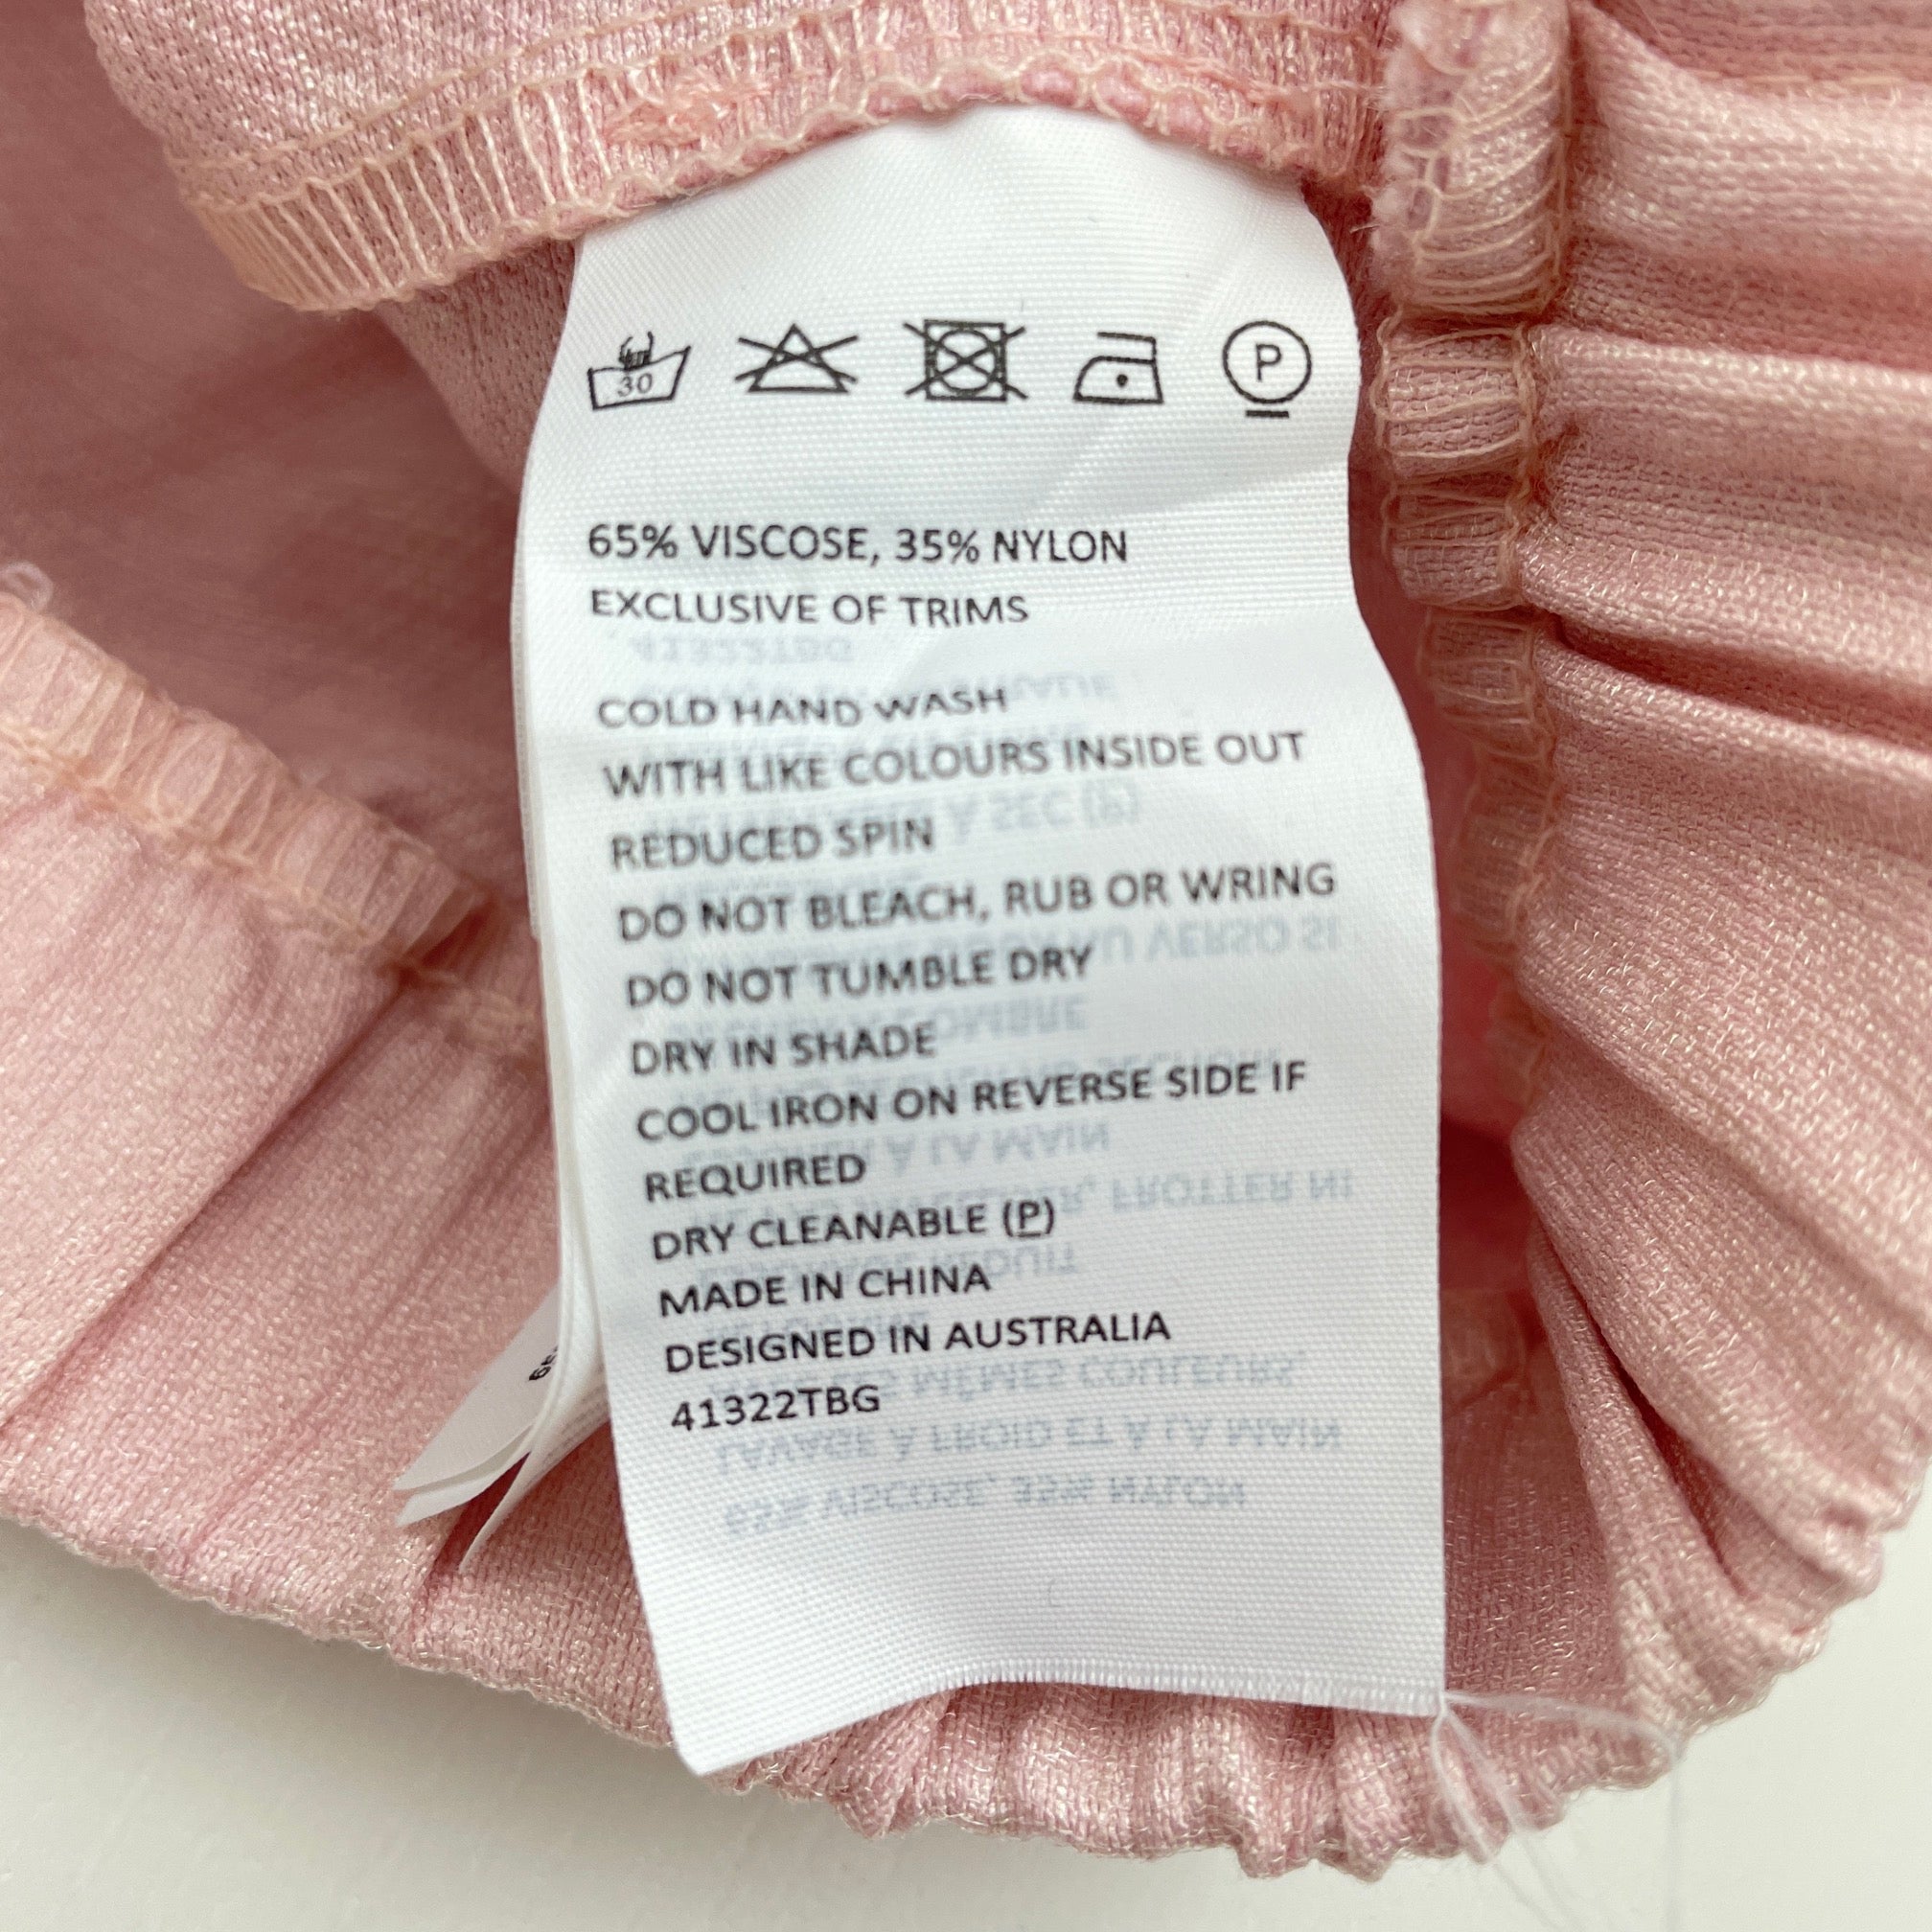 30
P
65% VISCOSE, 35% NYLON
EXCLUSIVE OF TRIMS
COLD HAND WASH
WITH LIKE COLOURS INSIDE OUT
REDUCED SPIN
DO NOT BLEACH, RUB OR WRING
DO NOT TUMBLE DRY
DRY IN SHADE
COOL IRON ON REVERSE SIDE IF
REQUIRED
DRY CLEANABLE (P)
MADE IN CHINA
DESIGNED IN AUSTRALIA
41322TBG